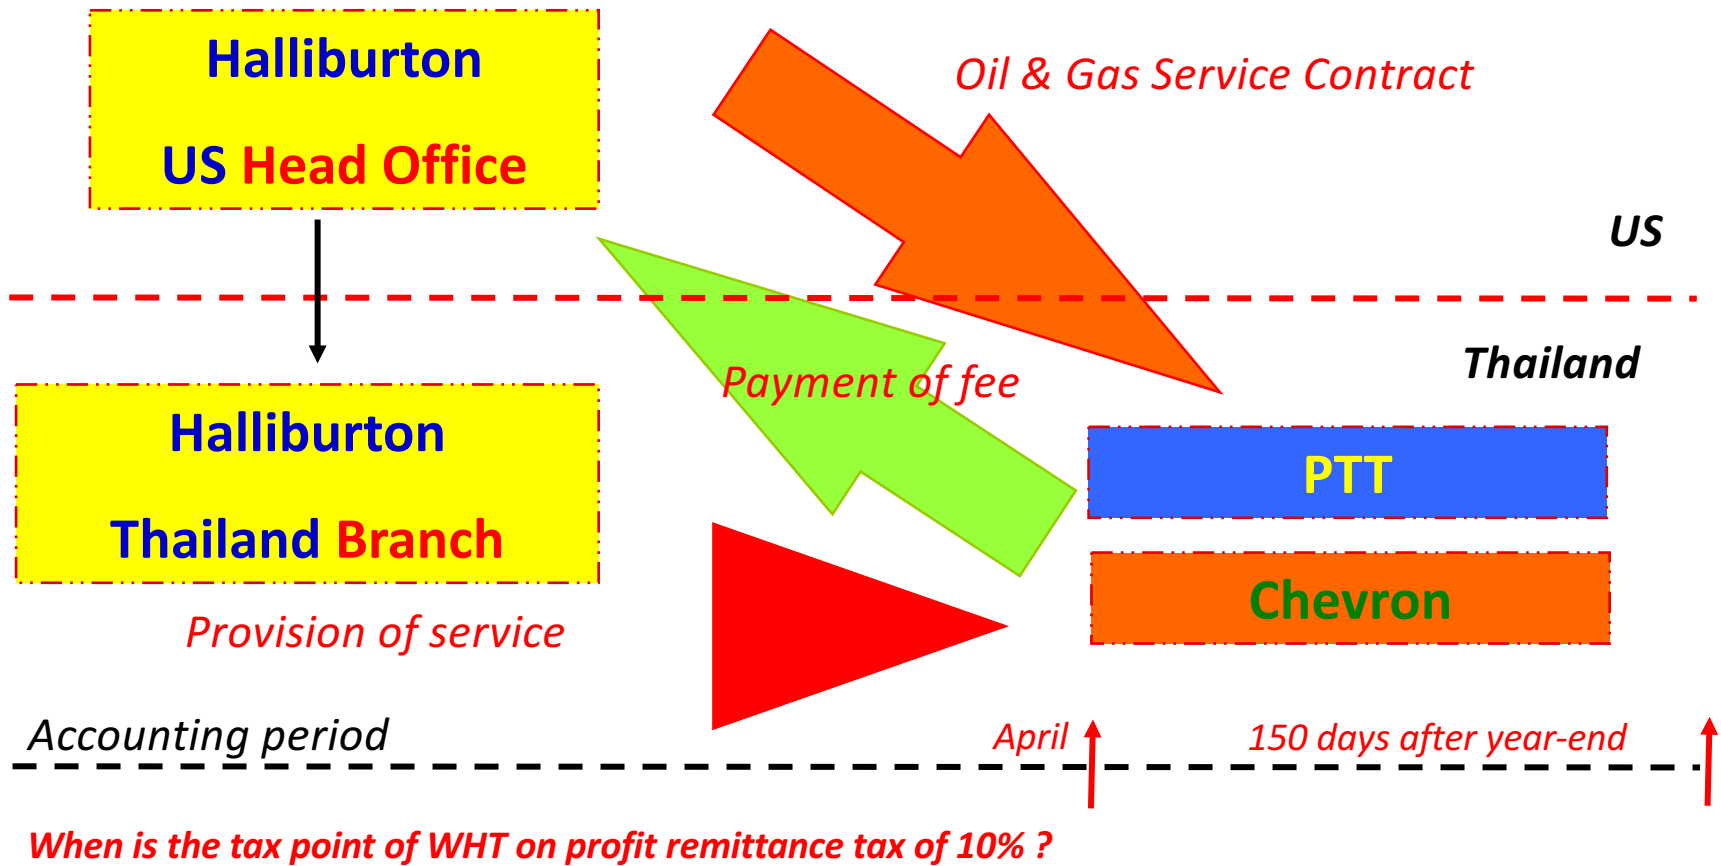 Halliburton
US Head Office
Oil & Gas Service Contract
US
Thailand
Payment of fee
Halliburton
Thailand Branch
PTT
Chevron
Provision of service
Accounting period
April
150 days after year-end
When is the tax point of WHT on profit remittance tax of 10% ?